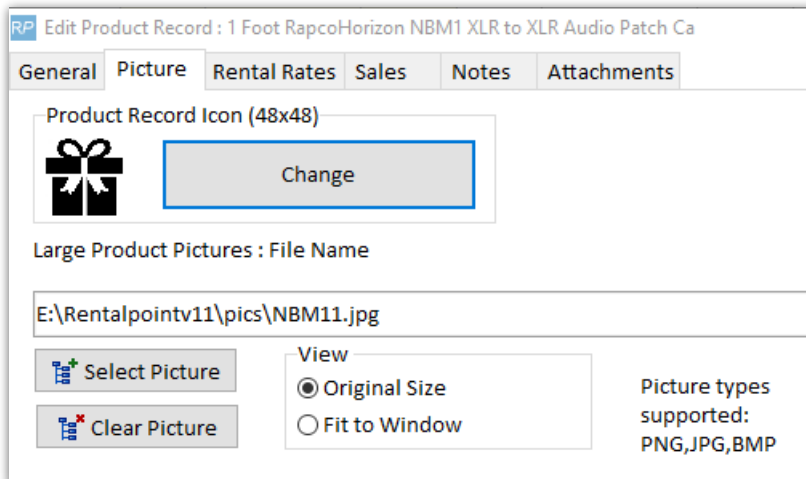 RP Edit Product Record : 1 Foot RapcoHorizon NBM1 XLR to XLR Audio Patch Ca
General Picture Rental Rates Sales Notes Attachments
Product Record Icon (48x48)
Change
Large Product Pictures : File Name
E:\Rentalpointv11\pics\NBM11.jpg
Select Picture
Clear Picture
View
Original Size
Fit to Window
Picture types
supported:
PNG,JPG,BMP